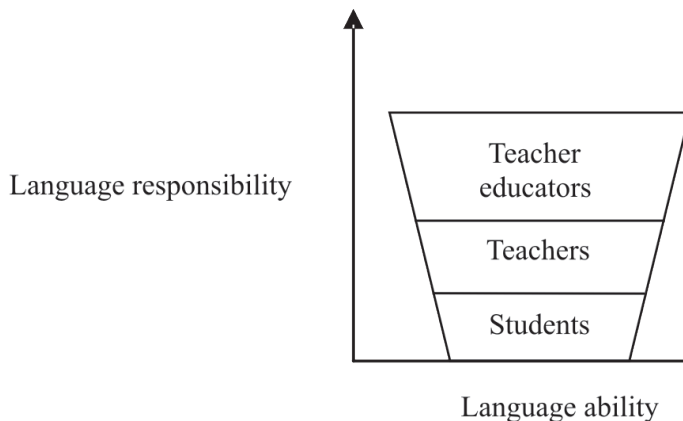 Teacher
educators
Language responsibility
Teachers
Students
Language ability